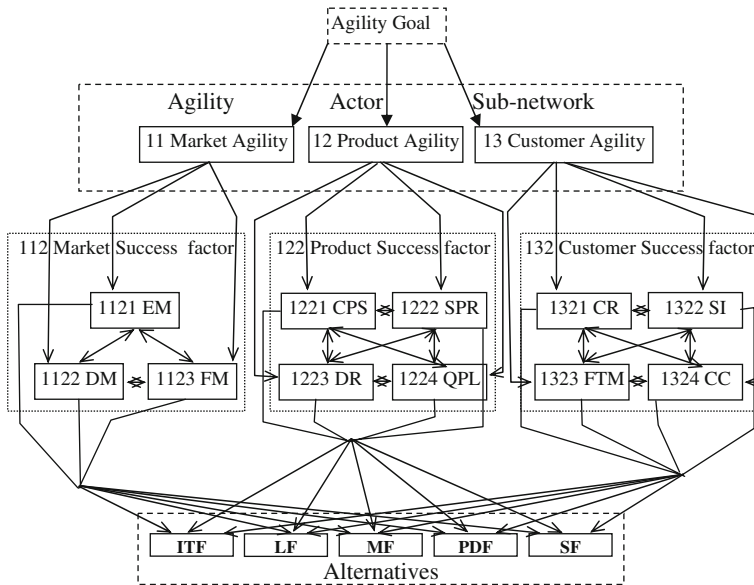 Agility Goal
Agility Actor Sub-network
11 Market Agility 12 Product Agility 13 Customer Agility
112 Market Success factor 122 Product Success factor 132 Customer Success factor
1121 EM 1221 CPS 1222 SPR 1321 CR 1322 SI
1122 DM 1123 FM 1223 DR 1224 QPL 1323 FTM 1324 CC
ITF LF MF PDF SF
Alternatives